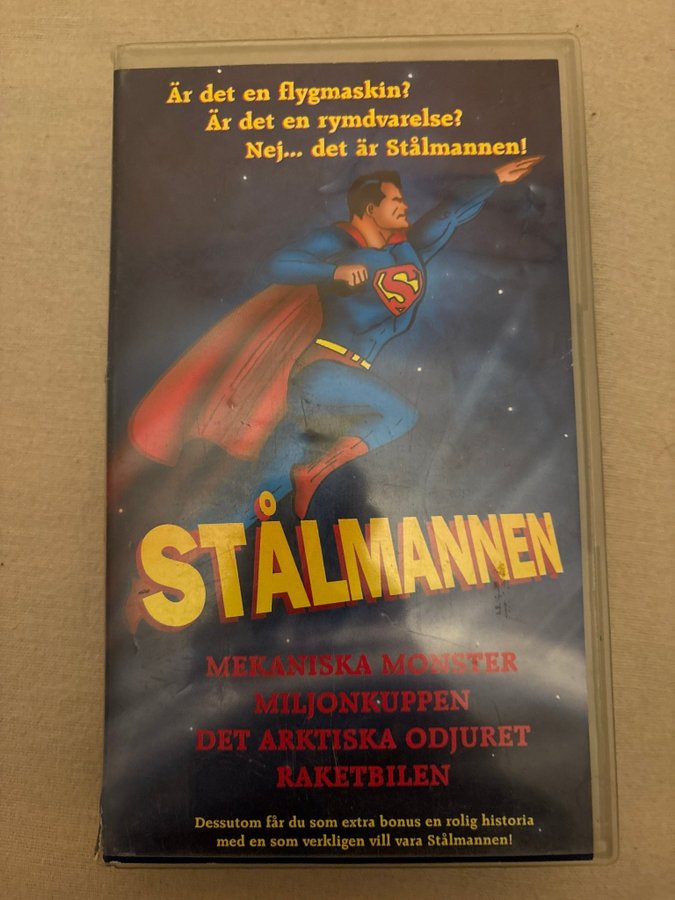 Är det en flygmaskin?
Är det en rymdvarelse?
Nej... det är Stålmannen!
S
STÅLMANNEN
MEKANISKA MONSTER
MILJONKUPPEN
DET ARKTISKA ODJURET
RAKETBILEN
Dessutom får du som extra bonus en rolig historia
med en som verkligen vill vara Stålmannen!